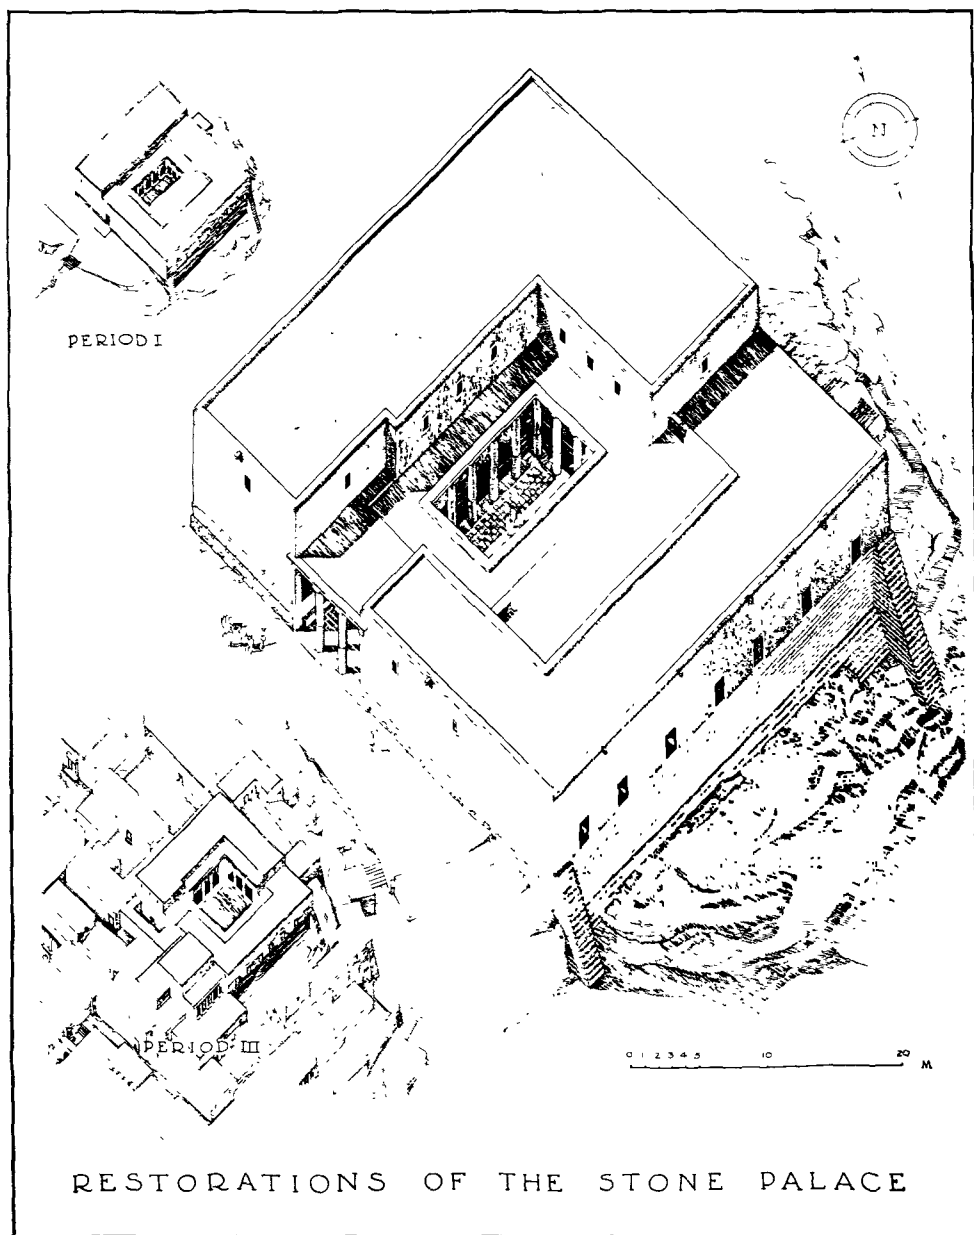 N
PERIOD I
PERIOD III
0 1 2 3 4 5 10 20 M
RESTORATIONS OF THE STONE PALACE